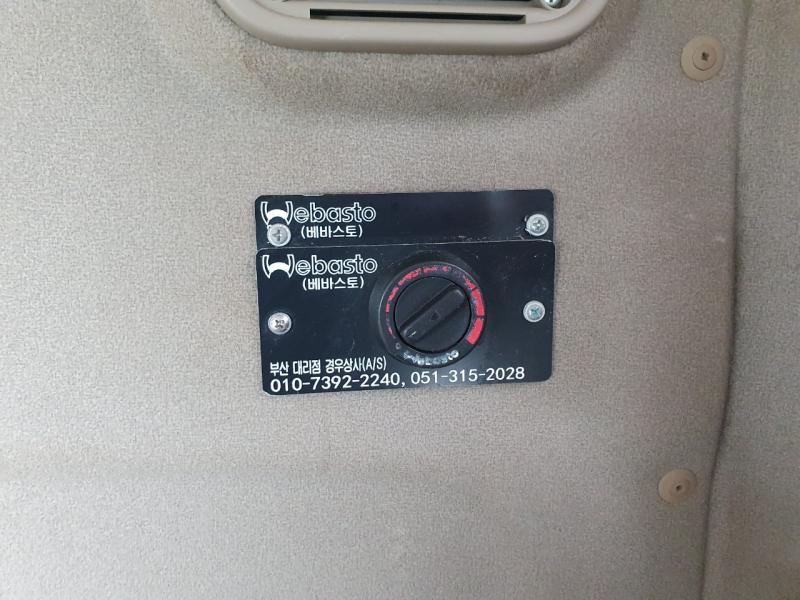 Webasto
(베바스토)
Webasto
(베바스토)
부산 대리점 경우상사(A/S)
010-7392-2240, 051-315-2028